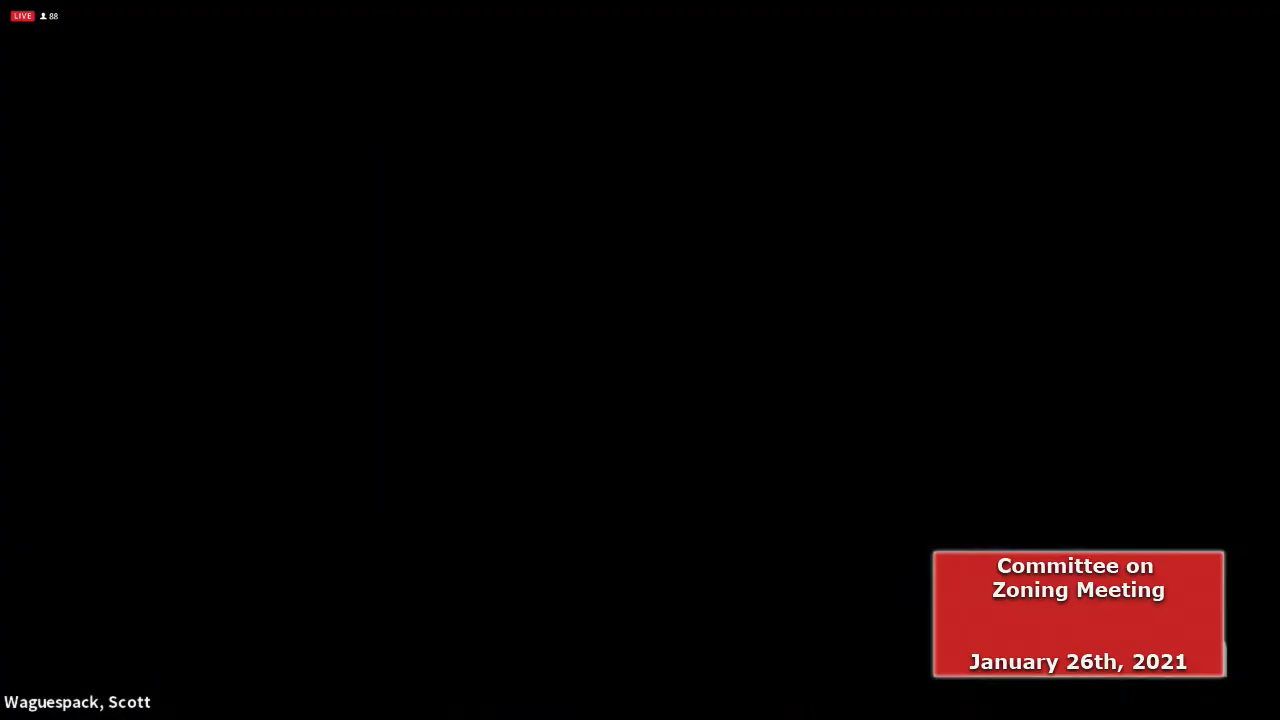 LIVE 88
Committee on
Zoning Meeting
January 26th, 2021
Waguespack, Scott